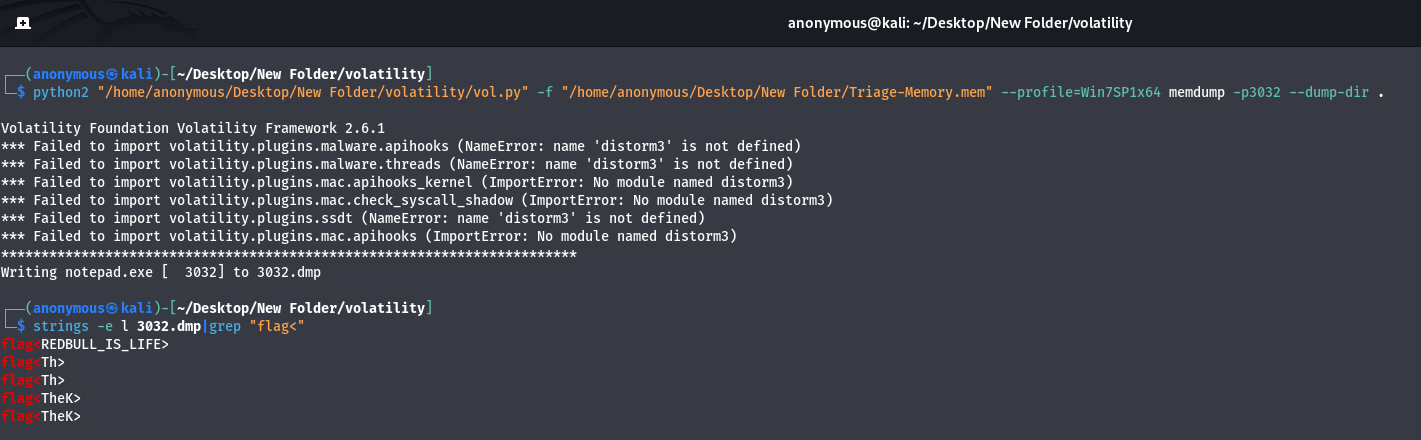 anonymous@kali: ~/Desktop/New Folder/volatility
┌──(anonymous㉿kali)-[~/Desktop/New Folder/volatility]
└─$ python2 "/home/anonymous/Desktop/New Folder/volatility/vol.py" -f "/home/anonymous/Desktop/New Folder/Triage-Memory.mem" --profile=Win7SP1x64 memdump -p3032 --dump-dir .
Volatility Foundation Volatility Framework 2.6.1
*** Failed to import volatility.plugins.malware.apihooks (NameError: name 'distorm3' is not defined)
*** Failed to import volatility.plugins.malware.threads (NameError: name 'distorm3' is not defined)
*** Failed to import volatility.plugins.mac.apihooks_kernel (ImportError: No module named distorm3)
*** Failed to import volatility.plugins.mac.check_syscall_shadow (ImportError: No module named distorm3)
*** Failed to import volatility.plugins.ssdt (NameError: name 'distorm3' is not defined)
*** Failed to import volatility.plugins.mac.apihooks (ImportError: No module named distorm3)
************************************************************************
Writing notepad.exe [  3032] to 3032.dmp
┌──(anonymous㉿kali)-[~/Desktop/New Folder/volatility]
└─$ strings -e l 3032.dmp|grep "flag<"
flag<REDBULL_IS_LIFE>
flag<Th>
flag<Th>
flag<TheK>
flag<TheK>